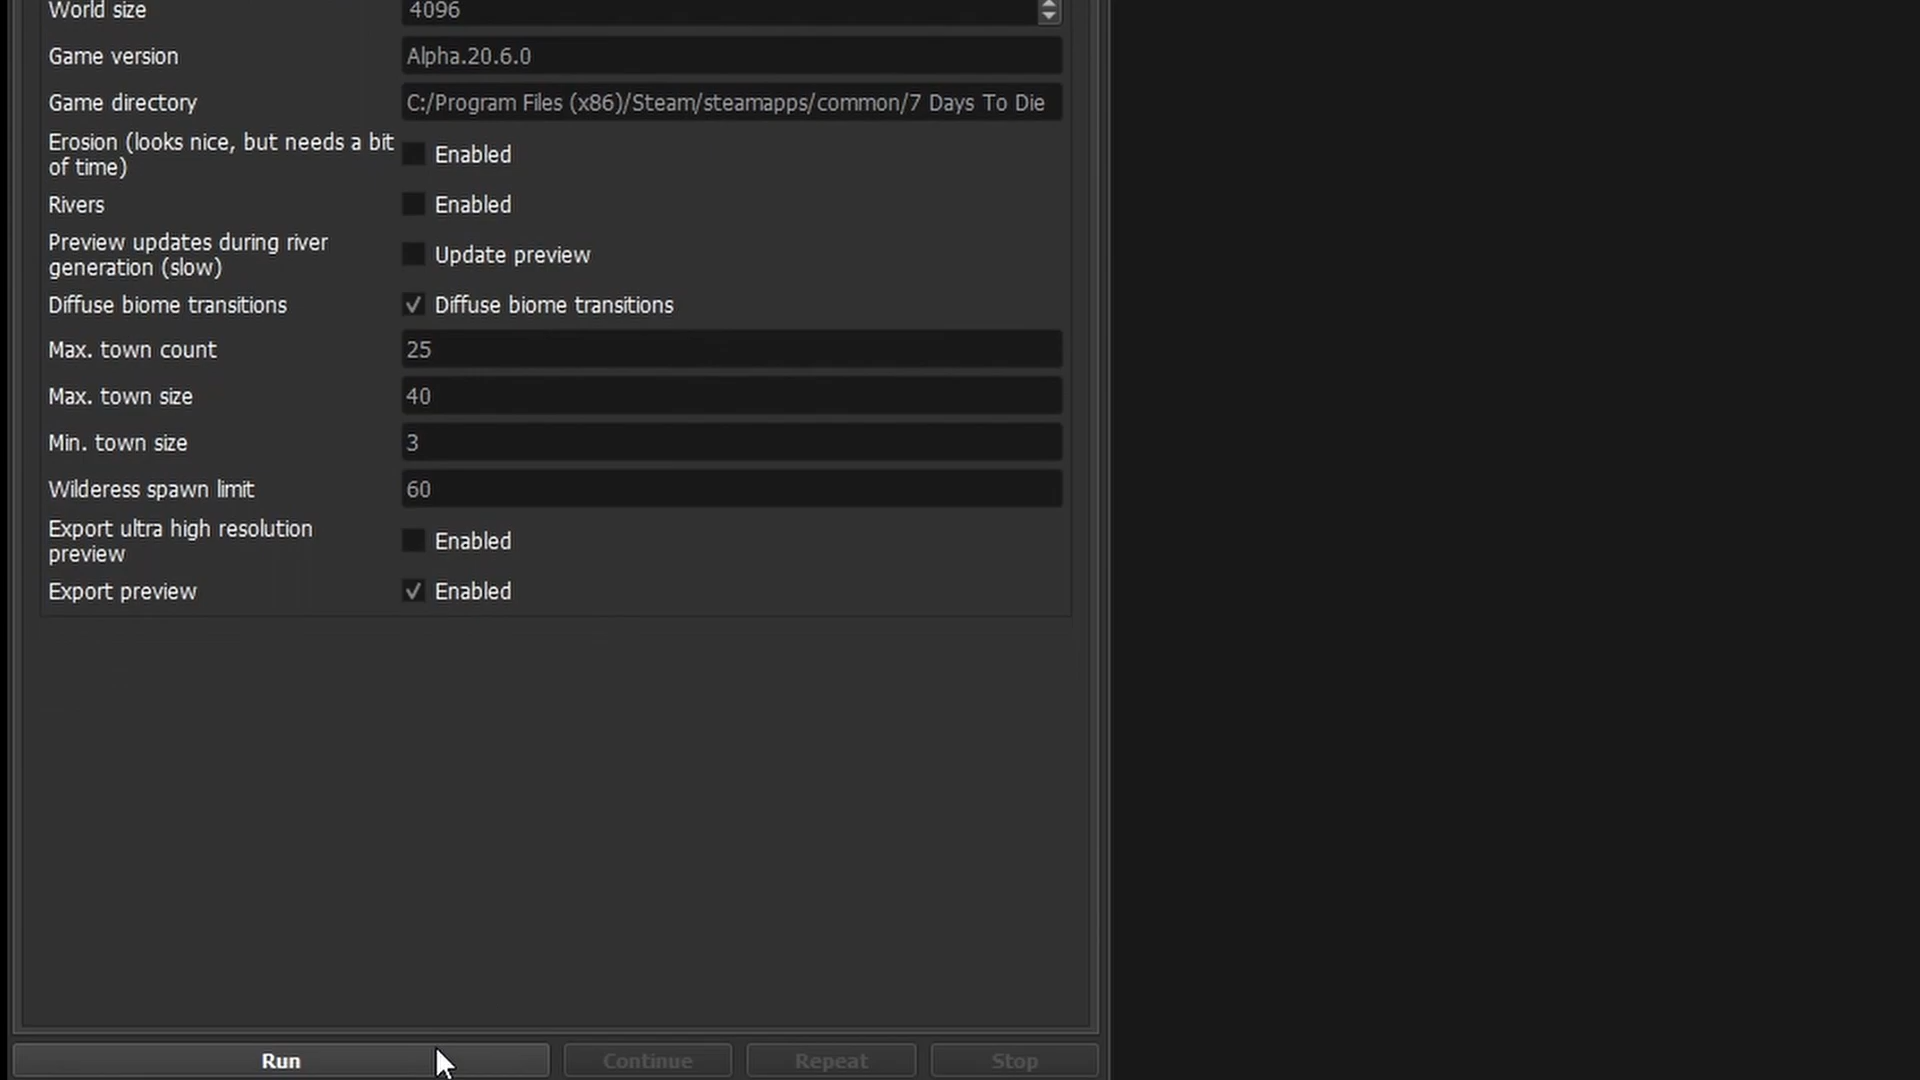 World size 4096
Game version Alpha.20.6.0
Game directory C:/Program Files (x86)/Steam/steamapps/common/7 Days To Die
Erosion (looks nice, but needs a bit
of time) Enabled
Rivers Enabled
Preview updates during river
generation (slow) Update preview
Diffuse biome transitions Diffuse biome transitions
Max. town count 25
Max. town size 40
Min. town size 3
Wilderess spawn limit 60
Export ultra high resolution
preview Enabled
Export preview Enabled
Run Continue Repeat Stop